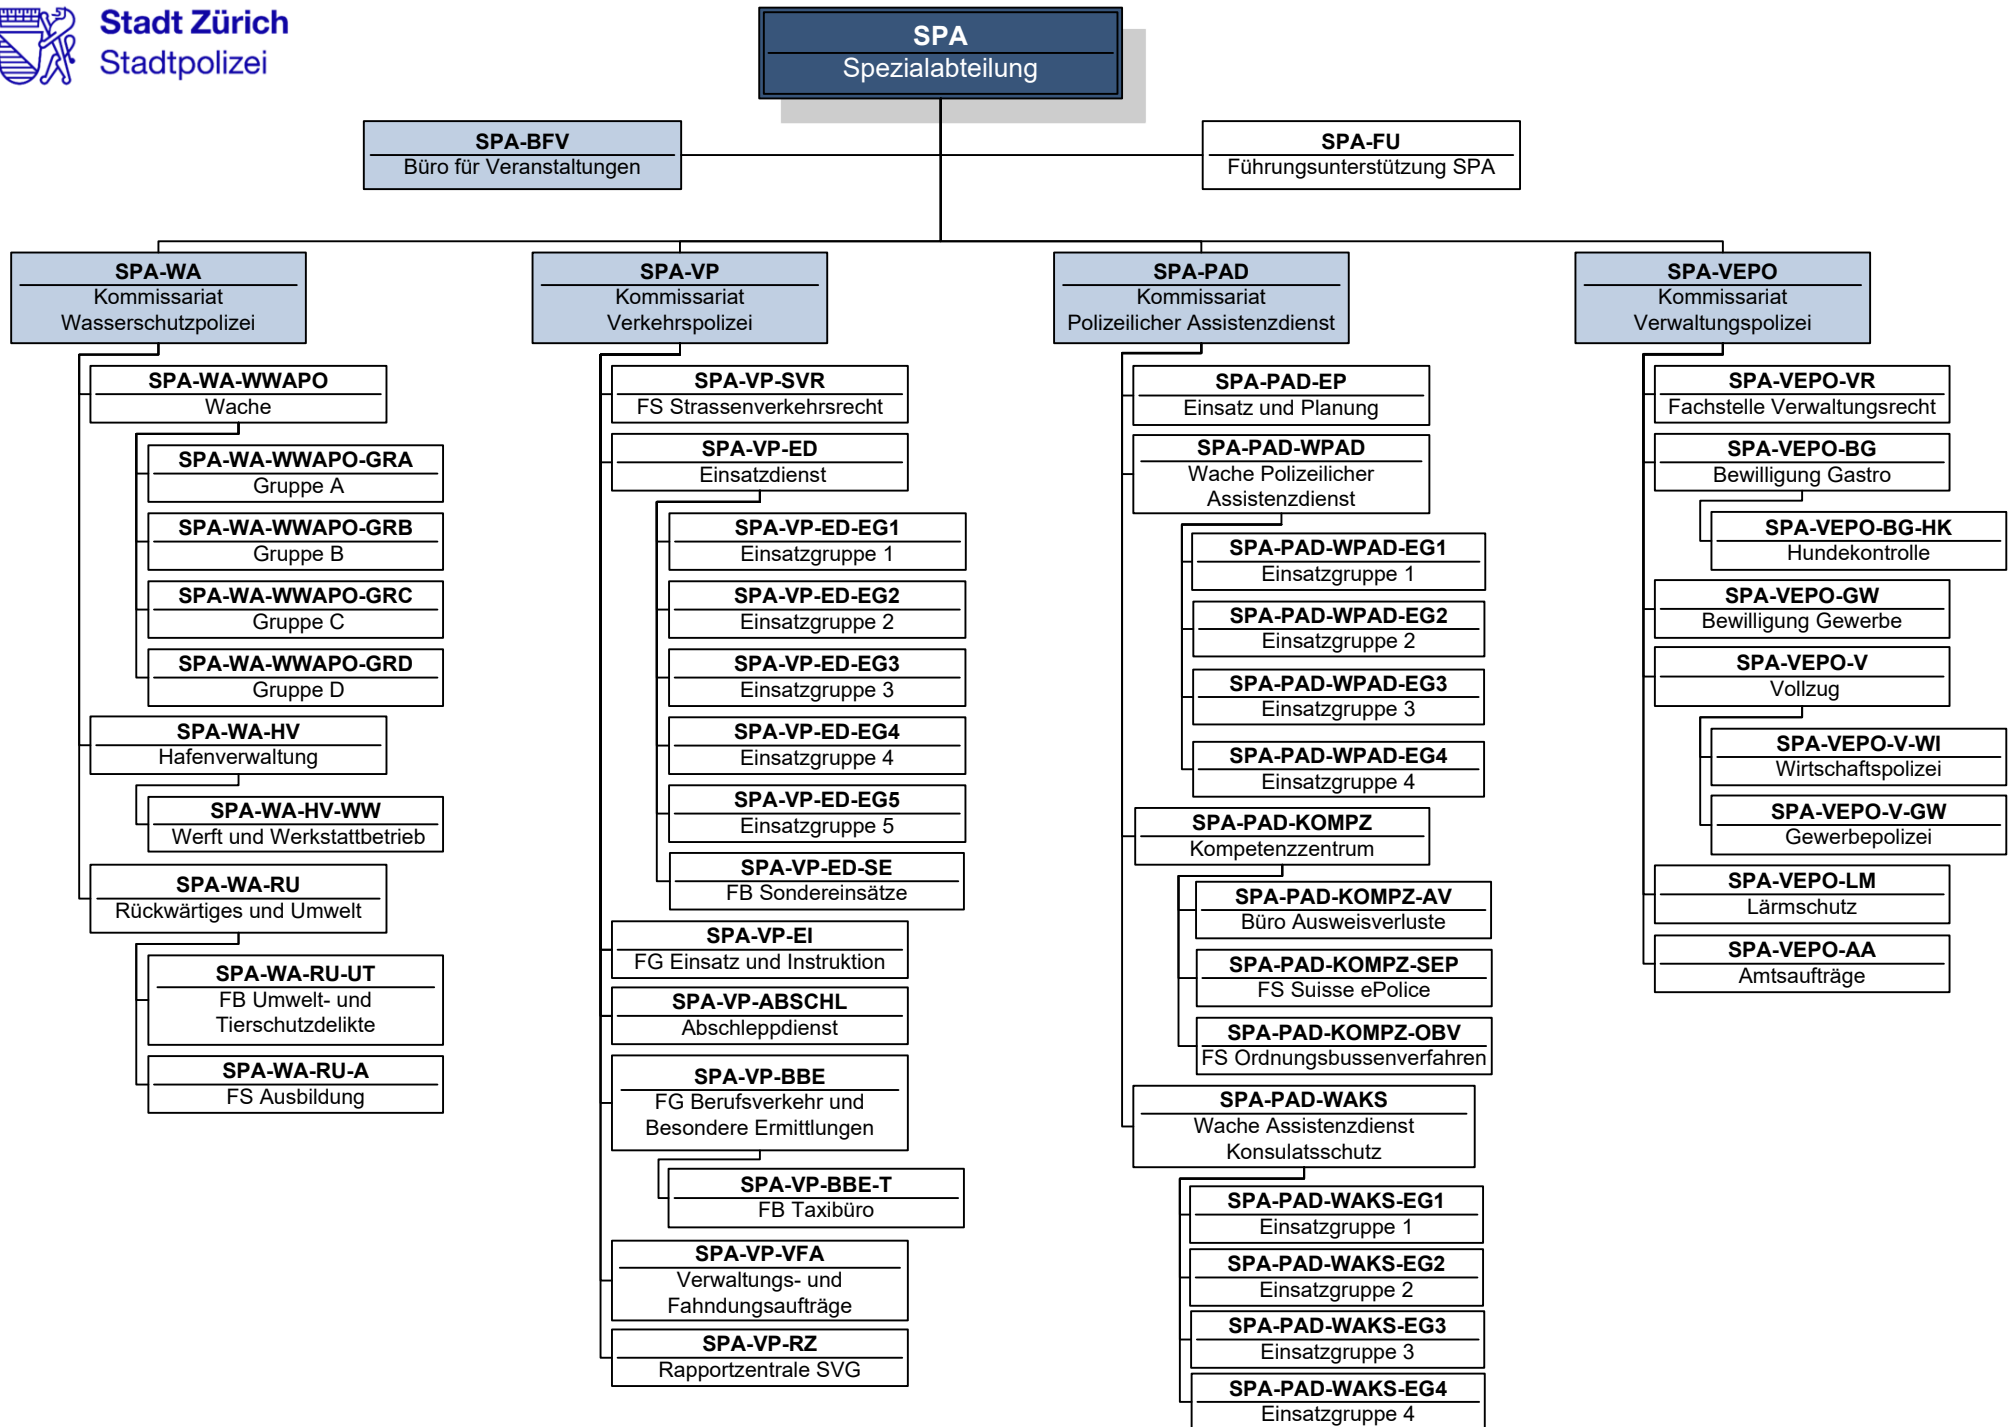 Stadt Zürich
Stadtpolizei
SPA
Spezialabteilung
SPA-BFV
Büro für Veranstaltungen
SPA-FU
Führungsunterstützung SPA
SPA-WA
Kommissariat
Wasserschutzpolizei
SPA-WA-WWAPO
Wache
SPA-WA-WWAPO-GRA
Gruppe A
SPA-WA-WWAPO-GRB
Gruppe B
SPA-WA-WWAPO-GRC
Gruppe C
SPA-WA-WWAPO-GRD
Gruppe D
SPA-WA-HV
Hafenverwaltung
SPA-WA-HV-WW
Werft und Werkstattbetrieb
SPA-WA-RU
Rückwärtiges und Umwelt
SPA-WA-RU-UT
FB Umwelt- und
Tierschutzdelikte
SPA-WA-RU-A
FS Ausbildung
SPA-VP
Kommissariat
Verkehrspolizei
SPA-VP-SVR
FS Strassenverkehrsrecht
SPA-VP-ED
Einsatzdienst
SPA-VP-ED-EG1
Einsatzgruppe 1
SPA-VP-ED-EG2
Einsatzgruppe 2
SPA-VP-ED-EG3
Einsatzgruppe 3
SPA-VP-ED-EG4
Einsatzgruppe 4
SPA-VP-ED-EG5
Einsatzgruppe 5
SPA-VP-ED-SE
FB Sondereinsätze
SPA-VP-EI
FG Einsatz und Instruktion
SPA-VP-ABSCHL
Abschleppdienst
SPA-VP-BBE
FG Berufsverkehr und
Besondere Ermittlungen
SPA-VP-BBE-T
FB Taxibüro
SPA-VP-VFA
Verwaltungs- und
Fahndungsaufträge
SPA-VP-RZ
Rapportzentrale SVG
SPA-PAD
Kommissariat
Polizeilicher Assistenzdienst
SPA-PAD-EP
Einsatz und Planung
SPA-PAD-WPAD
Wache Polizeilicher
Assistenzdienst
SPA-PAD-WPAD-EG1
Einsatzgruppe 1
SPA-PAD-WPAD-EG2
Einsatzgruppe 2
SPA-PAD-WPAD-EG3
Einsatzgruppe 3
SPA-PAD-WPAD-EG4
Einsatzgruppe 4
SPA-PAD-KOMPZ
Kompetenzzentrum
SPA-PAD-KOMPZ-AV
Büro Ausweisverluste
SPA-PAD-KOMPZ-SEP
FS Suisse ePolice
SPA-PAD-KOMPZ-OBV
FS Ordnungsbussenverfahren
SPA-PAD-WAKS
Wache Assistenzdienst
Konsulatsschutz
SPA-PAD-WAKS-EG1
Einsatzgruppe 1
SPA-PAD-WAKS-EG2
Einsatzgruppe 2
SPA-PAD-WAKS-EG3
Einsatzgruppe 3
SPA-PAD-WAKS-EG4
Einsatzgruppe 4
SPA-VEPO
Kommissariat
Verwaltungspolizei
SPA-VEPO-VR
Fachstelle Verwaltungsrecht
SPA-VEPO-BG
Bewilligung Gastro
SPA-VEPO-BG-HK
Hundekontrolle
SPA-VEPO-GW
Bewilligung Gewerbe
SPA-VEPO-V
Vollzug
SPA-VEPO-V-WI
Wirtschaftspolizei
SPA-VEPO-V-GW
Gewerbepolizei
SPA-VEPO-LM
Lärmschutz
SPA-VEPO-AA
Amtsaufträge